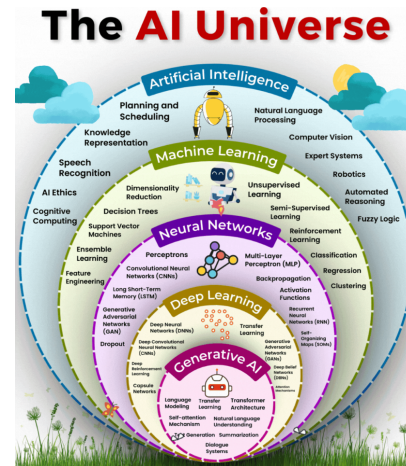 The AI Universe
Artificial Intelligence
Planning and
Scheduling
Natural Language
Processing
Knowledge
Representation
Computer Vision
Speech
Recognition
Expert Systems
Robotics
AI Ethics
Automated
Reasoning
Cognitive
Computing
Fuzzy Logic
Machine Learning
Dimensionality
Reduction
Unsupervised
Learning
Decision Trees
Semi-Supervised
Learning
Support Vector
Machines
Reinforcement
Learning
Ensemble
Learning
Classification
Regression
Feature
Engineering
Clustering
Neural Networks
Perceptrons
Multi-Layer
Perceptron (MLP)
Convolutional Neural
Networks (CNNs)
Backpropagation
Long Short-Term
Memory (LSTM)
Activation
Functions
Generative
Adversarial
Networks
(GAN)
Recurrent
Neural
Networks (RNN)
Dropout
Self-
Organizing
Maps (SOMs)
Deep Learning
Deep Neural
Networks (DNNs)
Transfer
Learning
Deep Convolutional
Neural Networks
(CNNs)
Generative
Adversarial
Networks
(GANs)
Deep
Reinforcement
Learning
Deep Belief
Networks
(DBNs)
Capsule
Networks
Generative AI
Language
Modeling
Transfer
Learning
Transformer
Architecture
Self-attention
Mechanism
Natural Language
Understanding
Generation
Summarization
Dialogue
Systems